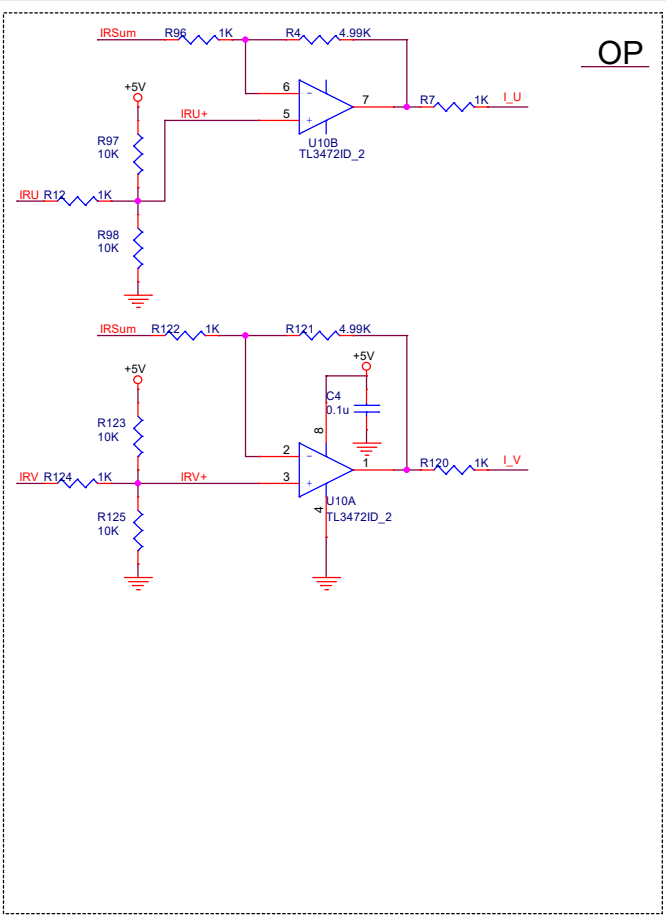 OP
IRSum R96 1K R4 4.99K
+5V
6
7
R7 1K I_U
IRU+ 5
R97
10K
U10B
TL3472ID_2
IRU R12 1K
R98
10K
IRSum R122 1K R121 4.99K
+5V
+5V
C4
0.1u
R123
10K
8
2
1
R120 1K I_V
IRV R124 1K IRV+ 3
U10A
4
TL3472ID_2
R125
10K